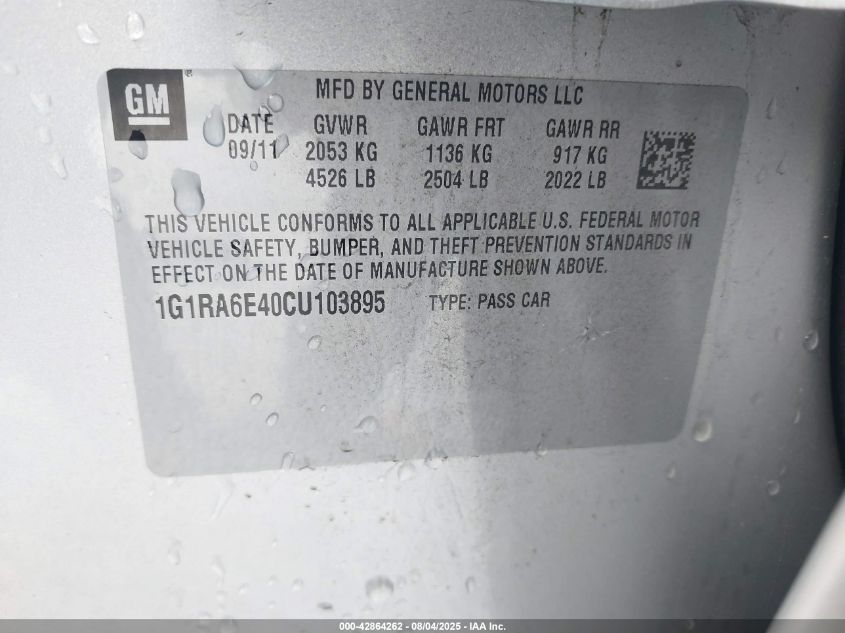 GM ®
MFD BY GENERAL MOTORS LLC
DATE GVWR GAWR FRT GAWR RR
09/11 2053 KG 1136 KG 917 KG
4526 LB 2504 LB 2022 LB
THIS VEHICLE CONFORMS TO ALL APPLICABLE U.S. FEDERAL MOTOR
VEHICLE SAFETY, BUMPER, AND THEFT PREVENTION STANDARDS IN
EFFECT ON THE DATE OF MANUFACTURE SHOWN ABOVE.
1G1RA6E40CU103895 TYPE: PASS CAR
000-42864262 - 08/04/2025 - IAA Inc.